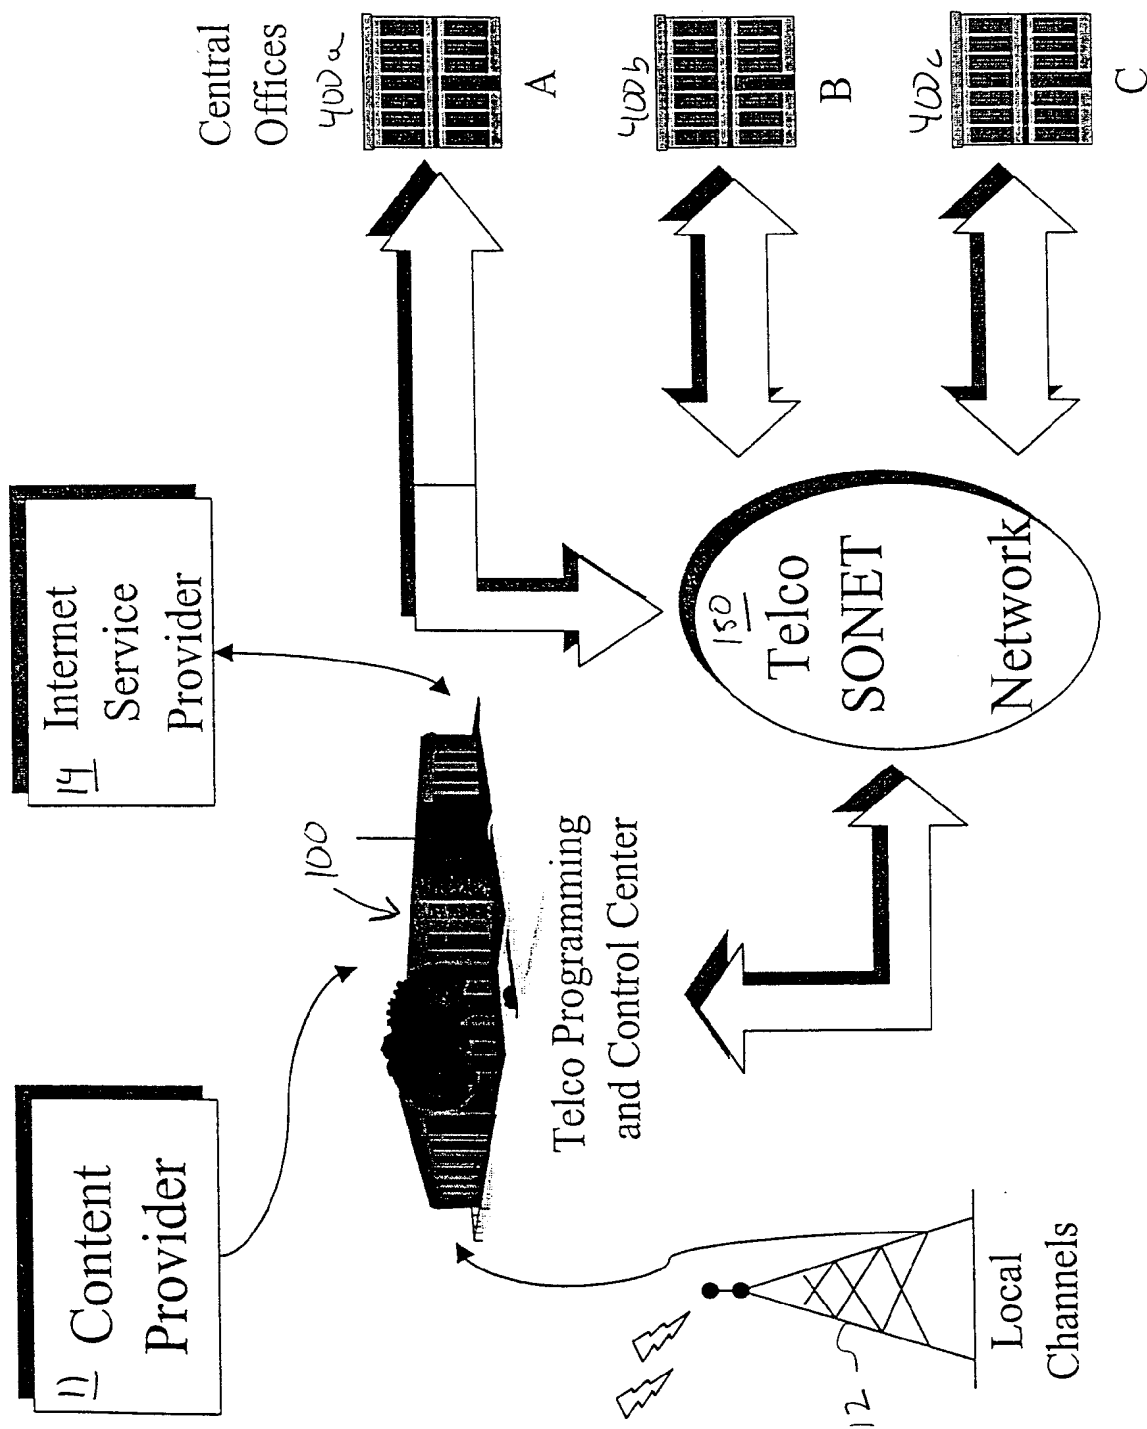 11 Content
Provider
14 Internet
Service
Provider
Central
Offices
400a
A
100
Telco Programming
and Control Center
150
Telco
SONET
Network
400b
B
12
Local
Channels
400c
C